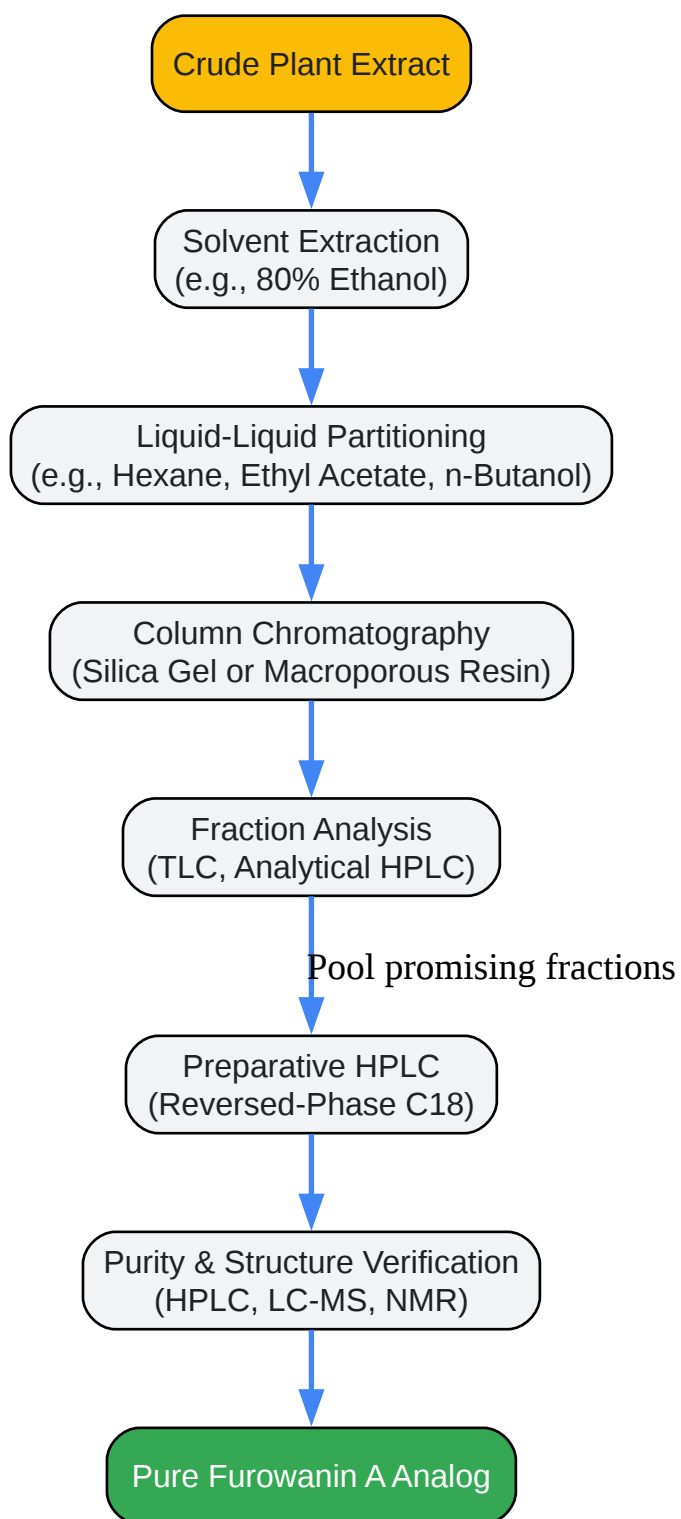 Crude Plant Extract
Solvent Extraction
(e.g., 80% Ethanol)
Liquid-Liquid Partitioning
(e.g., Hexane, Ethyl Acetate, n-Butanol)
Column Chromatography
(Silica Gel or Macroporous Resin)
Fraction Analysis
(TLC, Analytical HPLC)
Pool promising fractions
Preparative HPLC
(Reversed-Phase C18)
Purity & Structure Verification
(HPLC, LC-MS, NMR)
Pure Furowanin A Analog